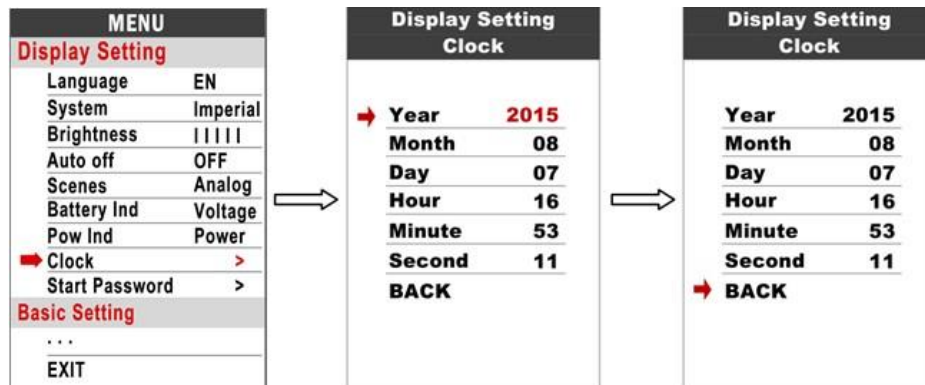 MENU
Display Setting
Language EN
System Imperial
Brightness | | | | |
Auto off OFF
Scenes Analog
Battery Ind Voltage
Pow Ind Power
Clock >
Start Password >
Basic Setting
...
EXIT
Display Setting
Clock
Year 2015
Month 08
Day 07
Hour 16
Minute 53
Second 11
BACK
Display Setting
Clock
Year 2015
Month 08
Day 07
Hour 16
Minute 53
Second 11
BACK